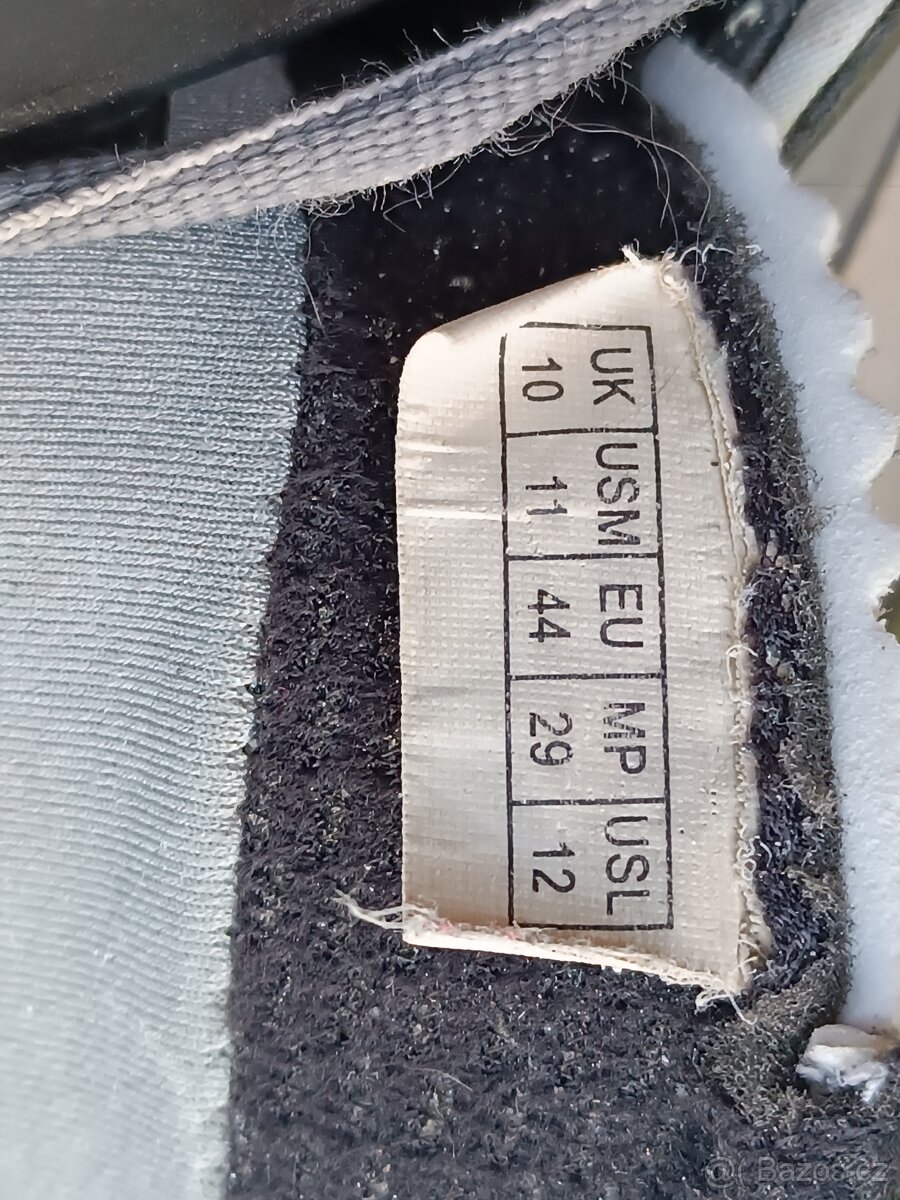 UK USM EU MP USL
10 11 44 29 12
@( Bazos.cz